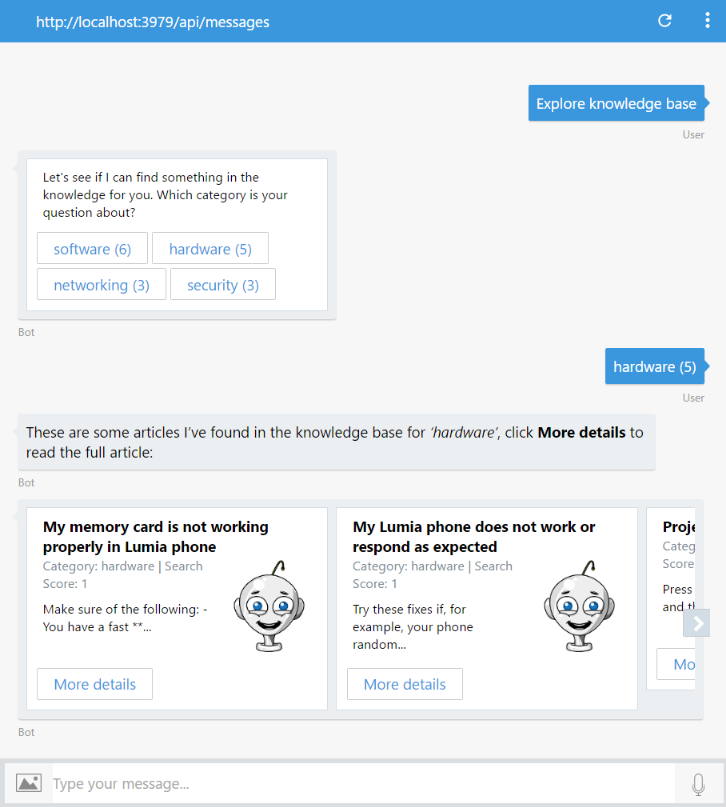 http://localhost:3979/api/messages
Explore knowledge base
User
Let's see if I can find something in the
knowledge for you. Which category is your
question about?
software (6)
hardware (5)
networking (3)
security (3)
Bot
hardware (5)
User
These are some articles I've found in the knowledge base for 'hardware', click More details to
read the full article:
Bot
My memory card is not working
properly in Lumia phone
Category: hardware | Search
Score: 1
Make sure of the following: -
You have a fast **...
More details
My Lumia phone does not work or
respond as expected
Category: hardware | Search
Score: 1
Try these fixes if, for
example, your phone
random...
More details
Proje
Categ
Score
Press
and th
Mo
Bot
Type your message...